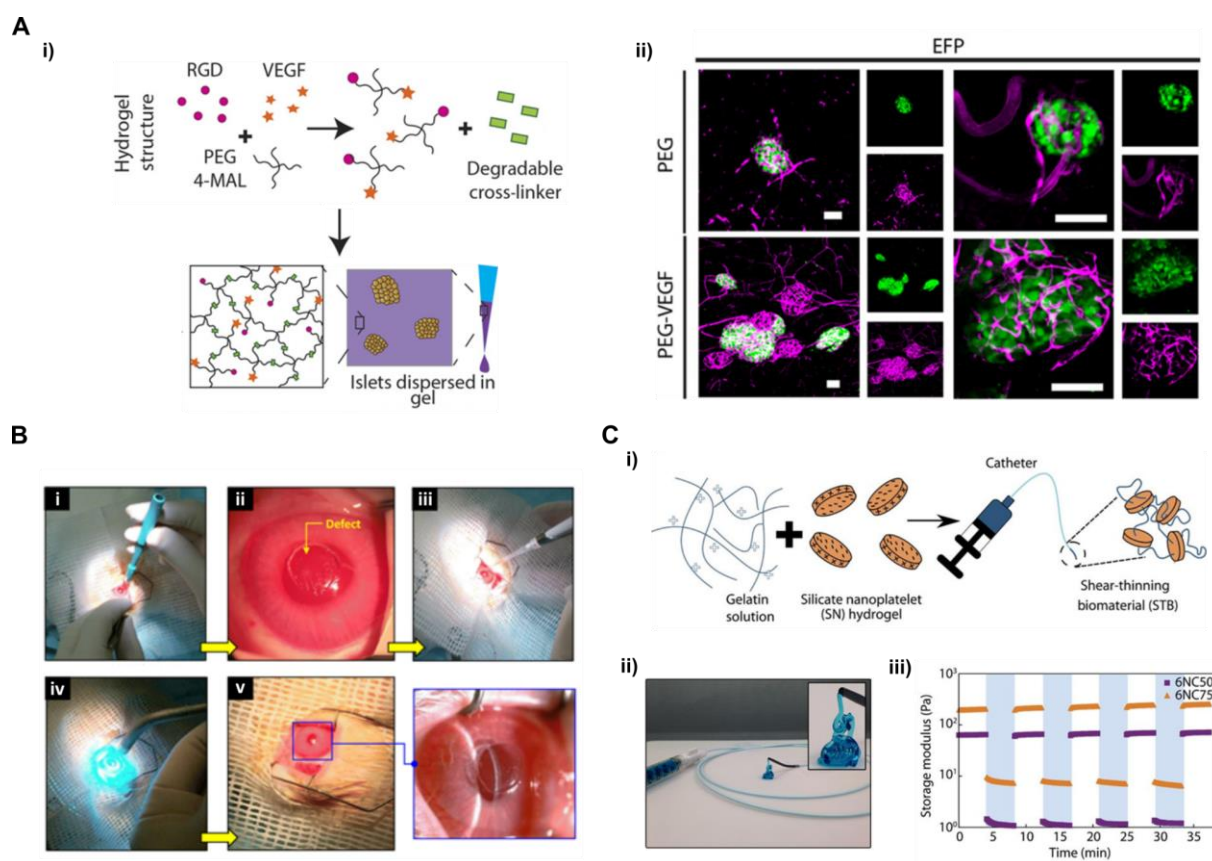 A
i)
Hydrogel
structure
RGD
VEGF
PEG
4-MAL
Degradable
cross-linker
Islets dispersed in
gel
ii)
EFP
PEG
PEG-VEGF
B
i
ii
Defect
iii
iv
v
C
i)
Catheter
Gelatin
solution
Silicate nanoplatelet
(SN) hydrogel
Shear-thinning
biomaterial (STB)
ii)
iii)
Storage modulus (Pa)
10³
10²
10¹
10⁰
6NC50
6NC75
0 5 10 15 20 25 30 35
Time (min)